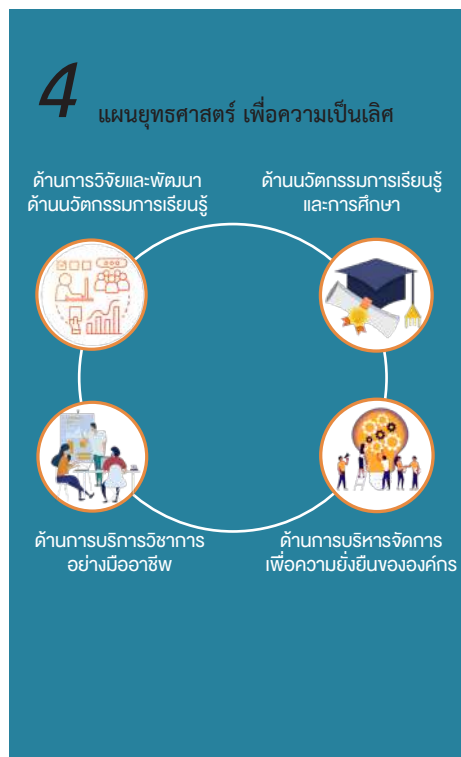 4 แผนยุทธศาสตร์ เพื่อความเป็นเลิศ
ด้านการวิจัยและพัฒนา
ด้านนวัตกรรมการเรียนรู้
ด้านนวัตกรรมการเรียนรู้
และการศึกษา
ด้านการบริการวิชาการ
อย่างมืออาชีพ
ด้านการบริหารจัดการ
เพื่อความยั่งยืนขององค์กร